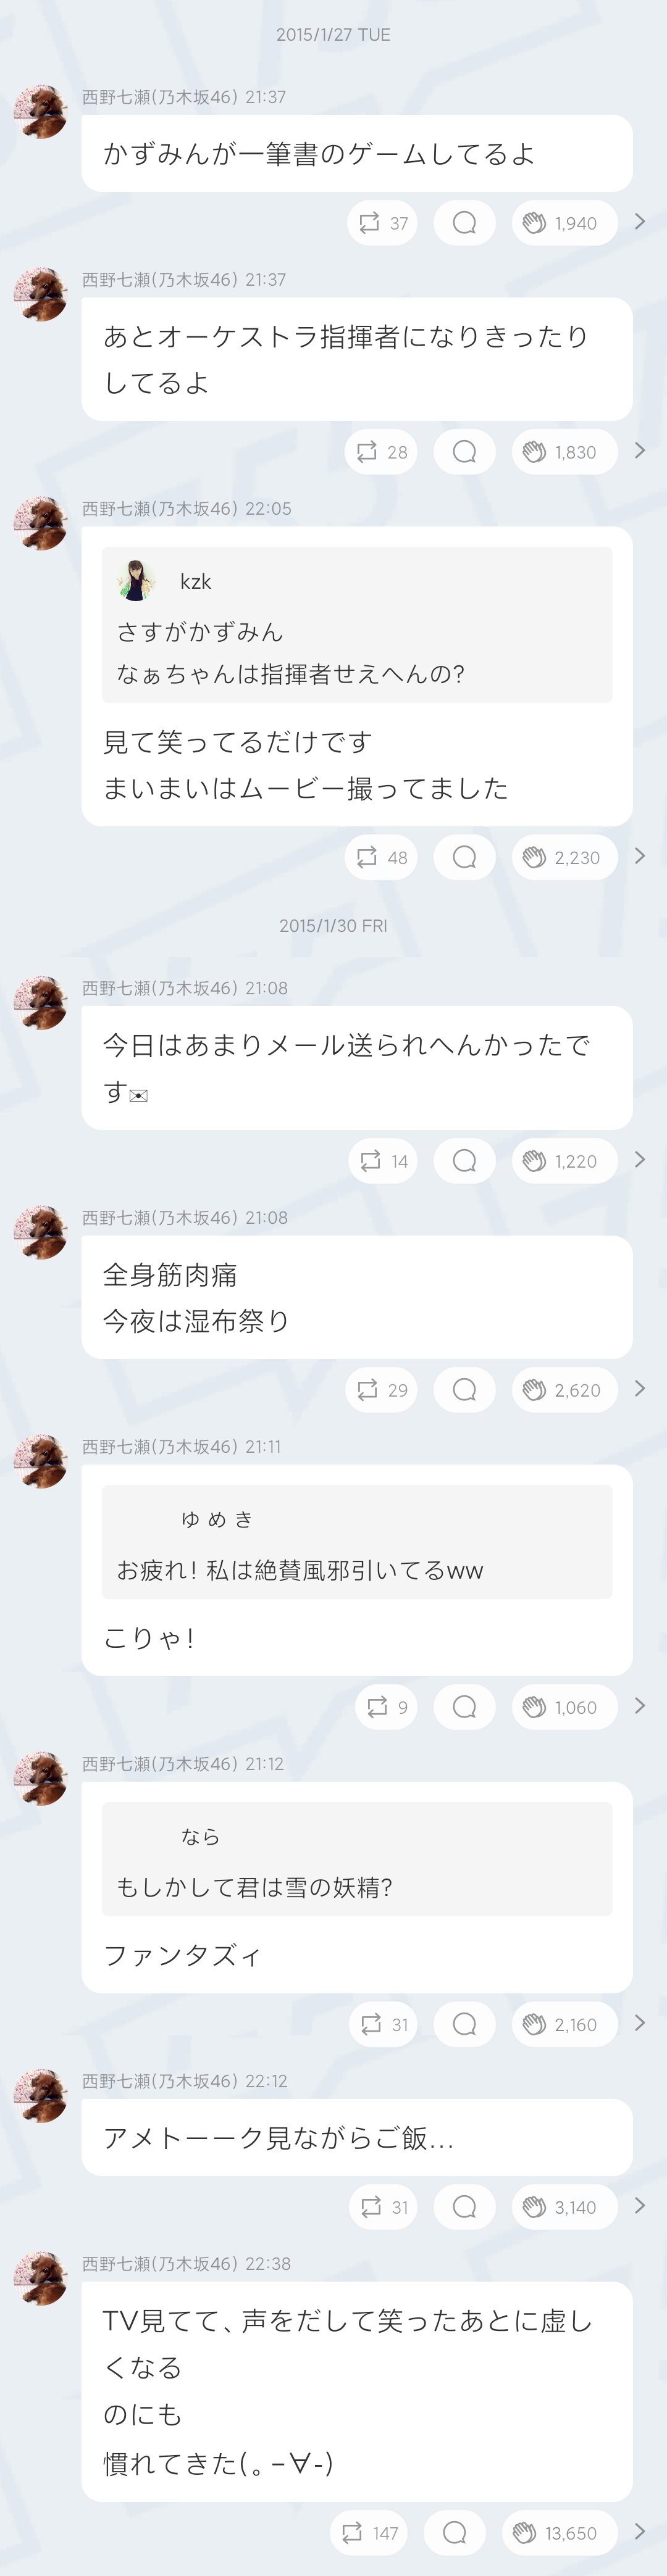 2015/1/27 TUE
西野七瀬(乃木坂46) 21:37
かずみんが一筆書のゲームしてるよ
37
1,940
西野七瀬(乃木坂46) 21:37
あとオーケストラ指揮者になりきったり
してるよ
28
1,830
西野七瀬(乃木坂46) 22:05
kzk
さすがかずみん
なぁちゃんは指揮者せえへんの?
見て笑ってるだけです
まいまいはムービー撮ってました
48
2,230
2015/1/30 FRI
西野七瀬(乃木坂46) 21:08
今日はあまりメール送られへんかったで
す✉
14
1,220
西野七瀬(乃木坂46) 21:08
全身筋肉痛
今夜は湿布祭り
29
2,620
西野七瀬(乃木坂46) 21:11
ゆ め き
お疲れ! 私は絶賛風邪引いてるww
こりゃ!
9
1,060
西野七瀬(乃木坂46) 21:12
なら
もしかして君は雪の妖精?
ファンタズィ
31
2,160
西野七瀬(乃木坂46) 22:12
アメトーーク見ながらご飯...
31
3,140
西野七瀬(乃木坂46) 22:38
TV見てて、声をだして笑ったあとに虚し
くなる
のにも
慣れてきた(。-∀-)
147
13,650